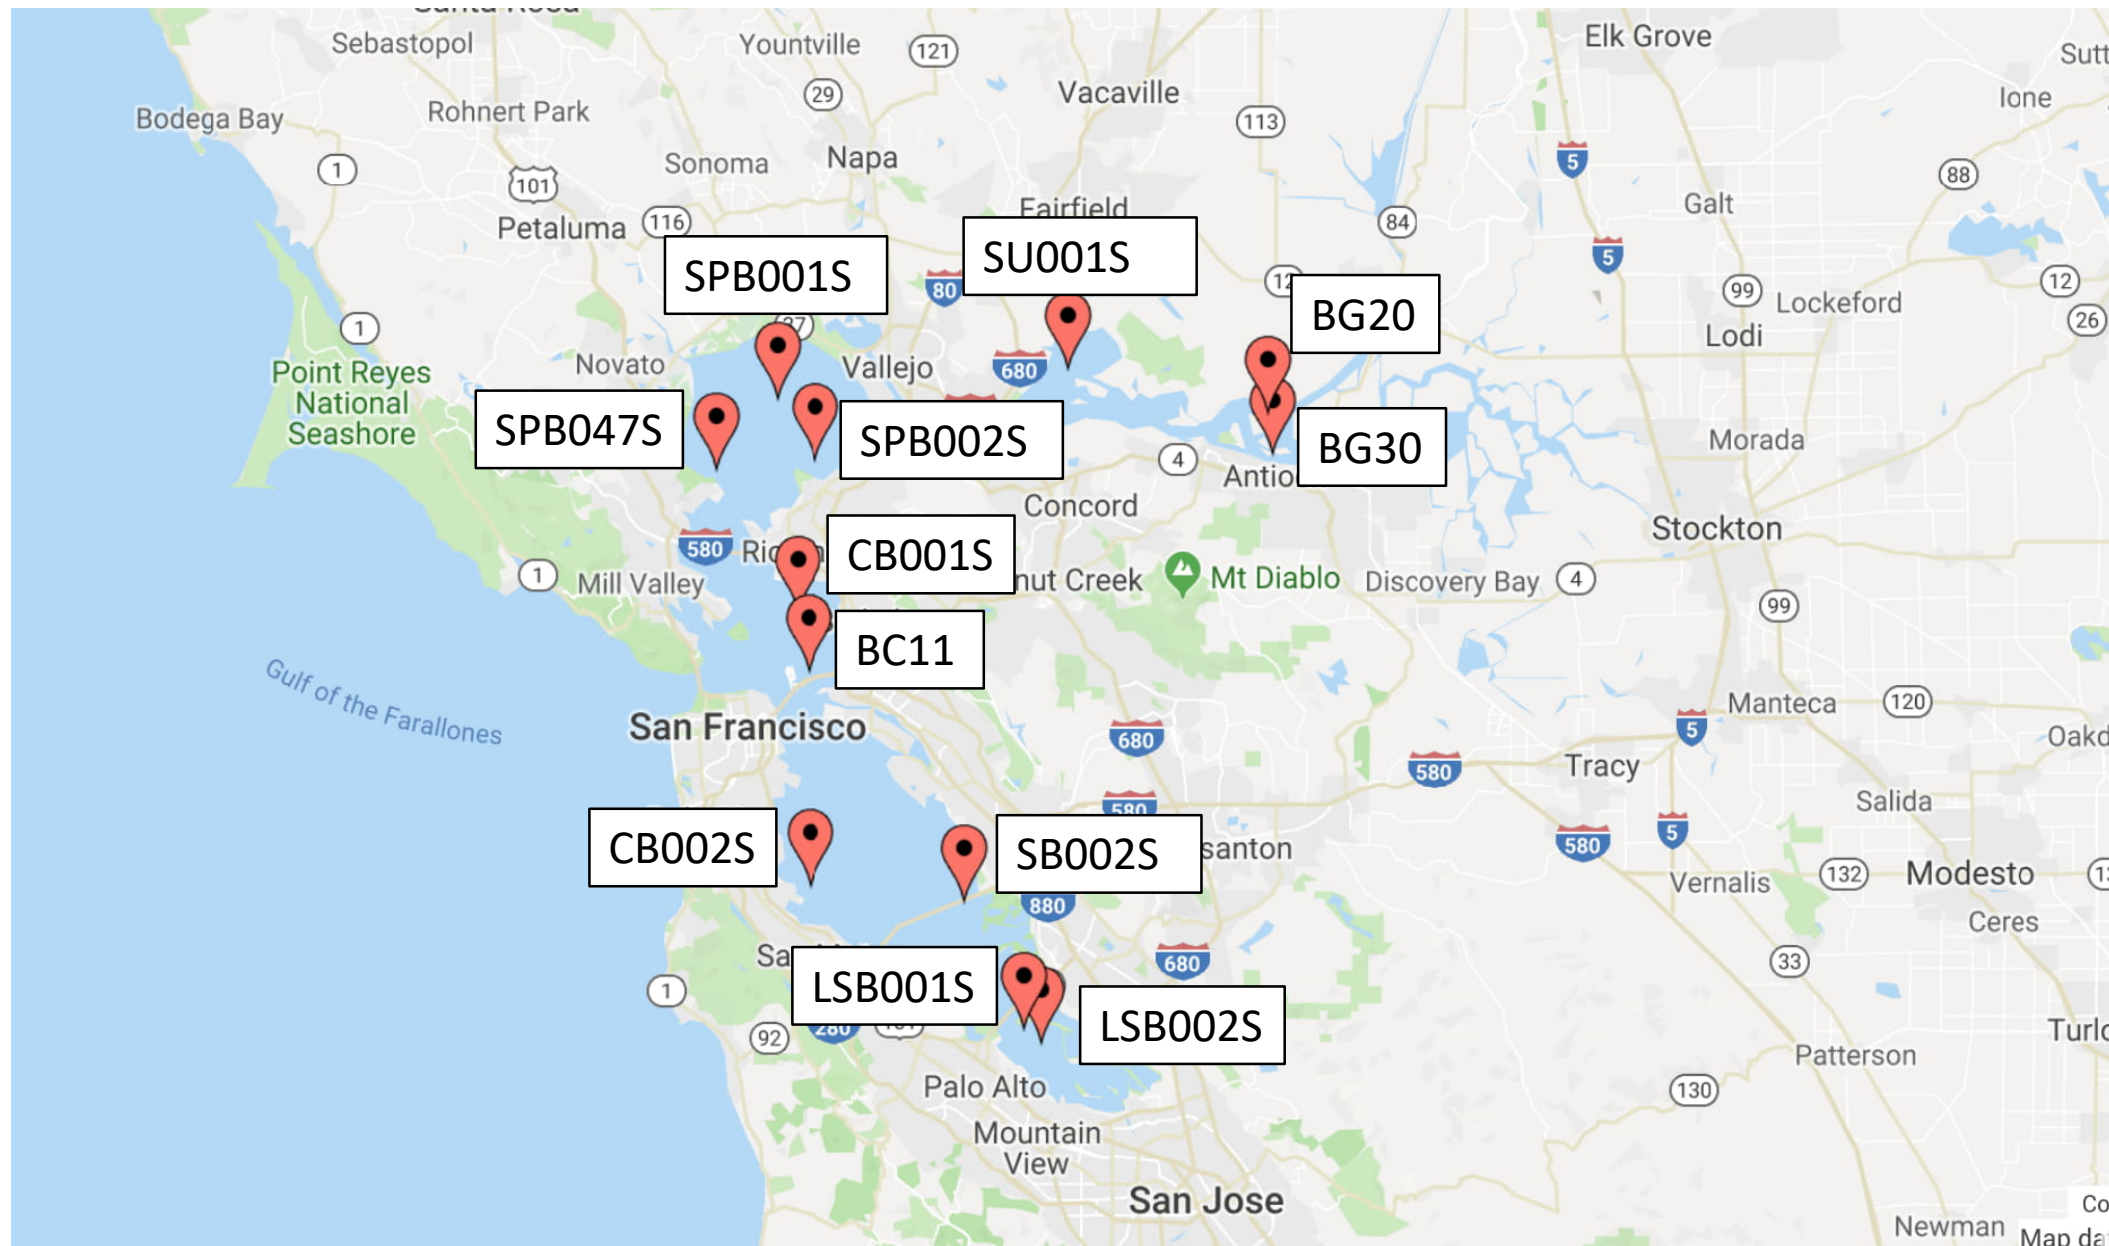 Sebastopol
Yountville
121
Elk Grove
29
Vacaville
Ione
Bodega Bay
Rohnert Park
113
1
101
Sonoma
Napa
5
88
Petaluma
116
Fairfield
84
Galt
SPB001S
80
SU001S
12
5
99
Lockeford
12
BG20
1
26
Novato
Vallejo
680
Lodi
Point Reyes
National
Seashore
SPB047S
SPB002S
4
BG30
Morada
Concord
Stockton
580
CB001S
1
Mill Valley
Mt Diablo
Discovery Bay
4
99
BC11
Gulf of the Farallones
San Francisco
680
Manteca
120
5
580
Tracy
580
Salida
CB002S
SB002S
580
5
880
Vernalis
132
Modesto
Ceres
LSB001S
680
33
1
280
92
LSB002S
Palo Alto
Patterson
130
Mountain
View
San Jose
Newman